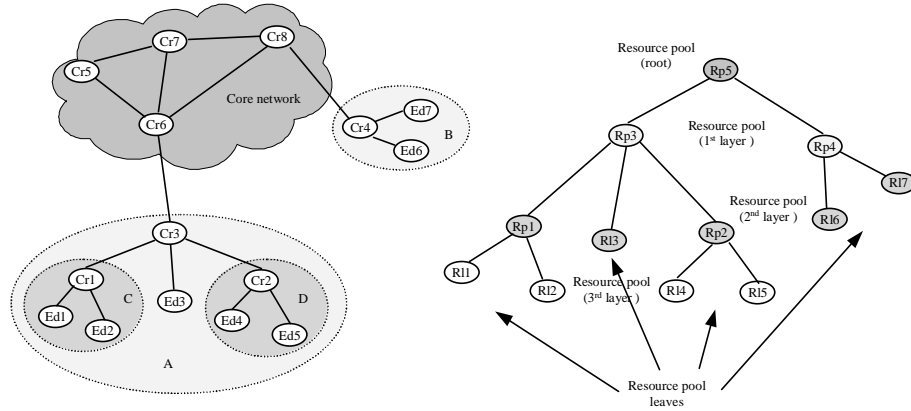 Cr7
Cr8
Cr5
Core network
Cr6
Ed7
Cr4
B
Ed6
Cr3
Cr1
Cr2
C
D
Ed3
Ed1
Ed2
Ed4
Ed5
A
Resource pool
(root)
Rp5
Rp3
Resource pool
(1st layer )
Rp4
Rl7
Resource pool
(2nd layer )
Rl6
Rp1
Rl3
Rp2
Rl1
Rl2
Resource pool
(3rd layer )
Rl4
Rl5
Resource pool
leaves